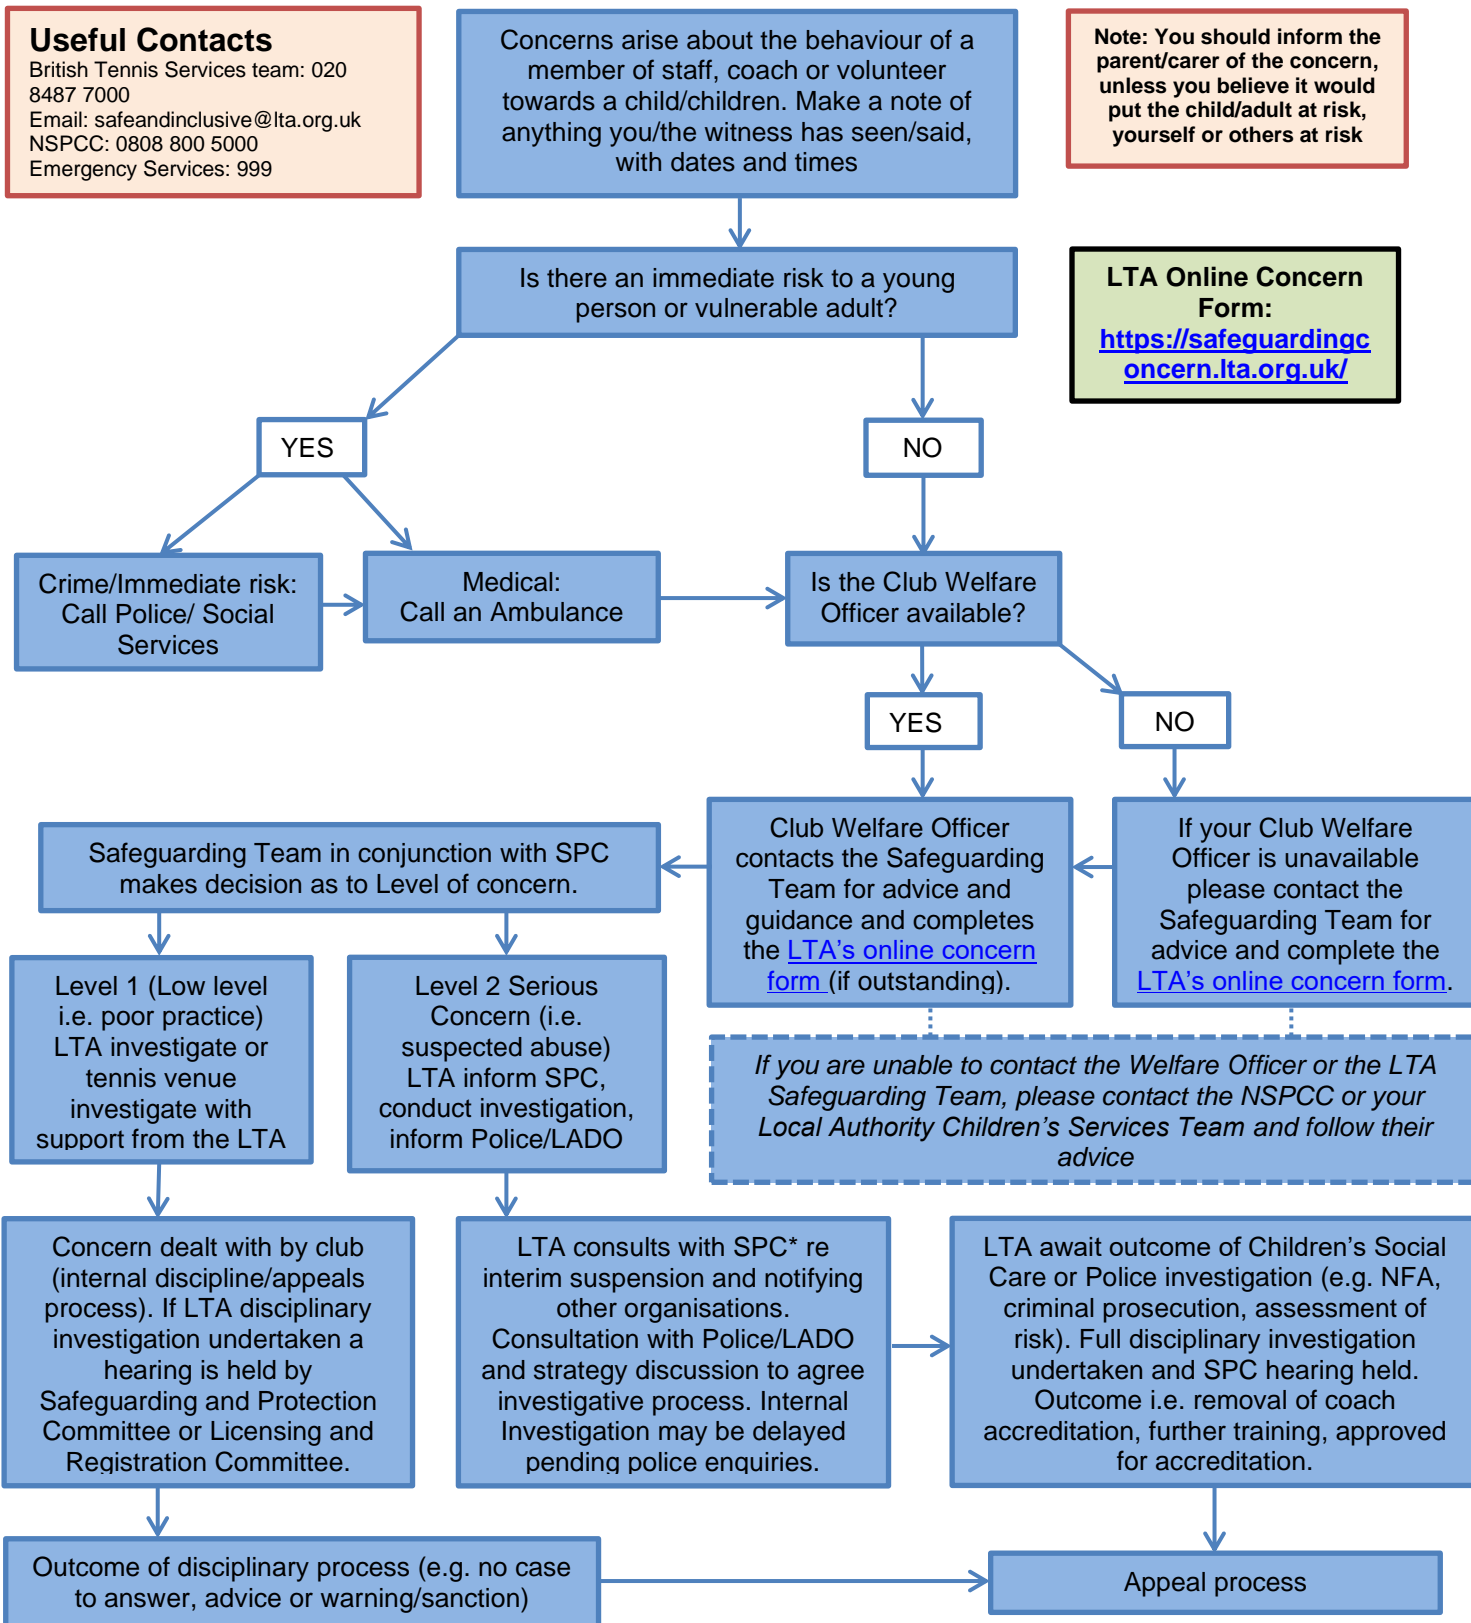 Useful Contacts
British Tennis Services team: 020
8487 7000
Email: safeandinclusive@lta.org.uk
NSPCC: 0808 800 5000
Emergency Services: 999
Concerns arise about the behaviour of a
member of staff, coach or volunteer
towards a child/children. Make a note of
anything you/the witness has seen/said,
with dates and times
Note: You should inform the
parent/carer of the concern,
unless you believe it would
put the child/adult at risk,
yourself or others at risk
Is there an immediate risk to a young
person or vulnerable adult?
LTA Online Concern
Form:
https://safeguardingc
oncern.lta.org.uk/
YES
NO
Crime/Immediate risk:
Call Police/ Social
Services
Medical:
Call an Ambulance
Is the Club Welfare
Officer available?
YES
NO
Safeguarding Team in conjunction with SPC
makes decision as to Level of concern.
Club Welfare Officer
contacts the Safeguarding
Team for advice and
guidance and completes
the LTA's online concern
form (if outstanding).
If your Club Welfare
Officer is unavailable
please contact the
Safeguarding Team for
advice and complete the
LTA's online concern form.
Level 1 (Low level
i.e. poor practice)
LTA investigate or
tennis venue
investigate with
support from the LTA
Level 2 Serious
Concern (i.e.
suspected abuse)
LTA inform SPC,
conduct investigation,
inform Police/LADO
If you are unable to contact the Welfare Officer or the LTA
Safeguarding Team, please contact the NSPCC or your
Local Authority Children's Services Team and follow their
advice
Concern dealt with by club
(internal discipline/appeals
process). If LTA disciplinary
investigation undertaken a
hearing is held by
Safeguarding and Protection
Committee or Licensing and
Registration Committee.
LTA consults with SPC* re
interim suspension and notifying
other organisations.
Consultation with Police/LADO
and strategy discussion to agree
investigative process. Internal
Investigation may be delayed
pending police enquiries.
LTA await outcome of Children's Social
Care or Police investigation (e.g. NFA,
criminal prosecution, assessment of
risk). Full disciplinary investigation
undertaken and SPC hearing held.
Outcome i.e. removal of coach
accreditation, further training, approved
for accreditation.
Outcome of disciplinary process (e.g. no case
to answer, advice or warning/sanction)
Appeal process